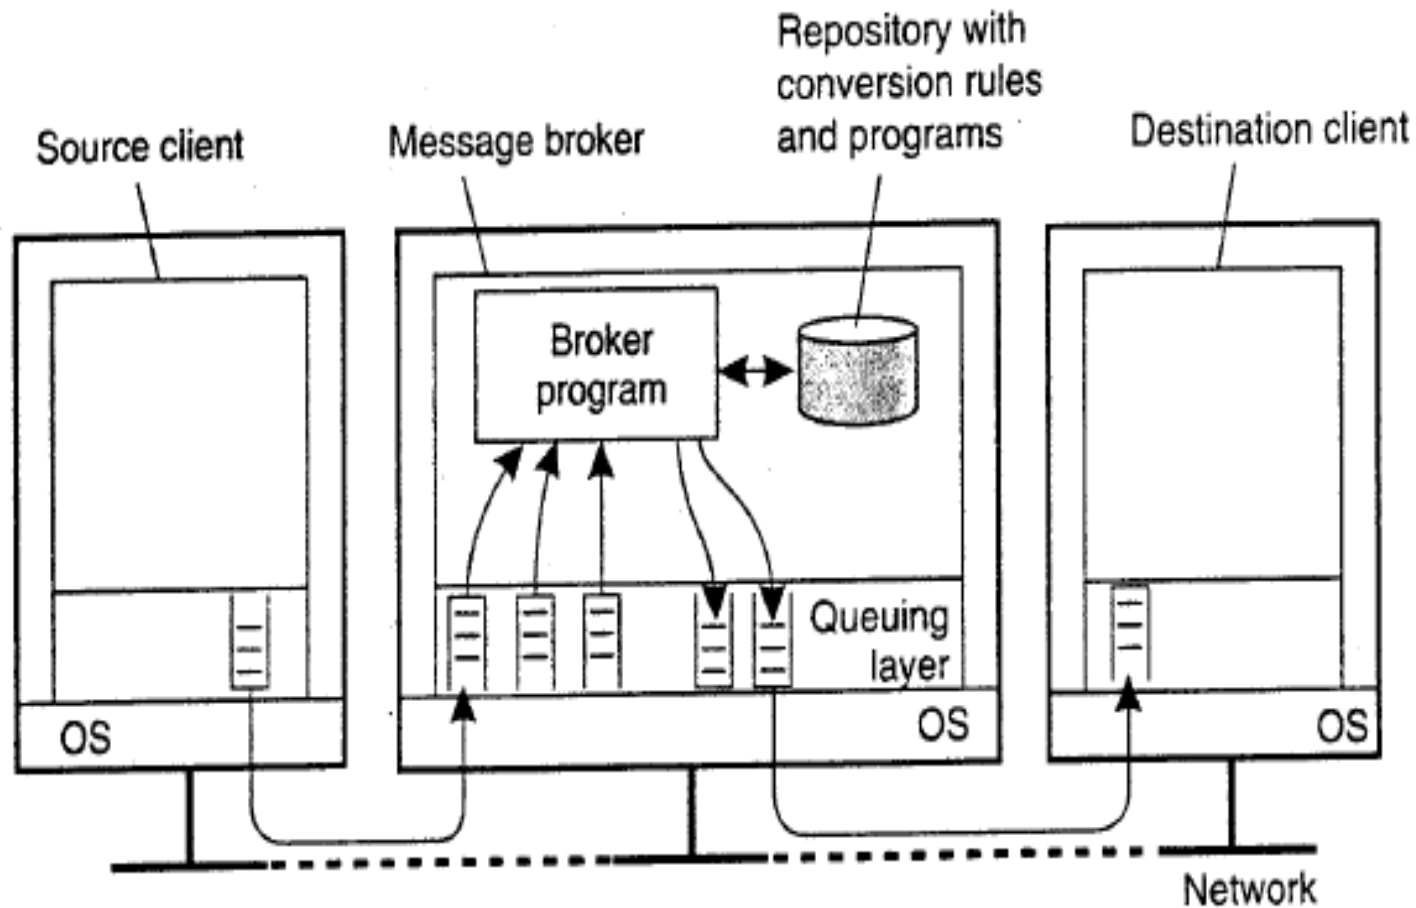 Repository with
conversion rules
and programs
Source client
Message broker
Destination client
Broker
program
Queuing
layer
OS
OS
OS
Network